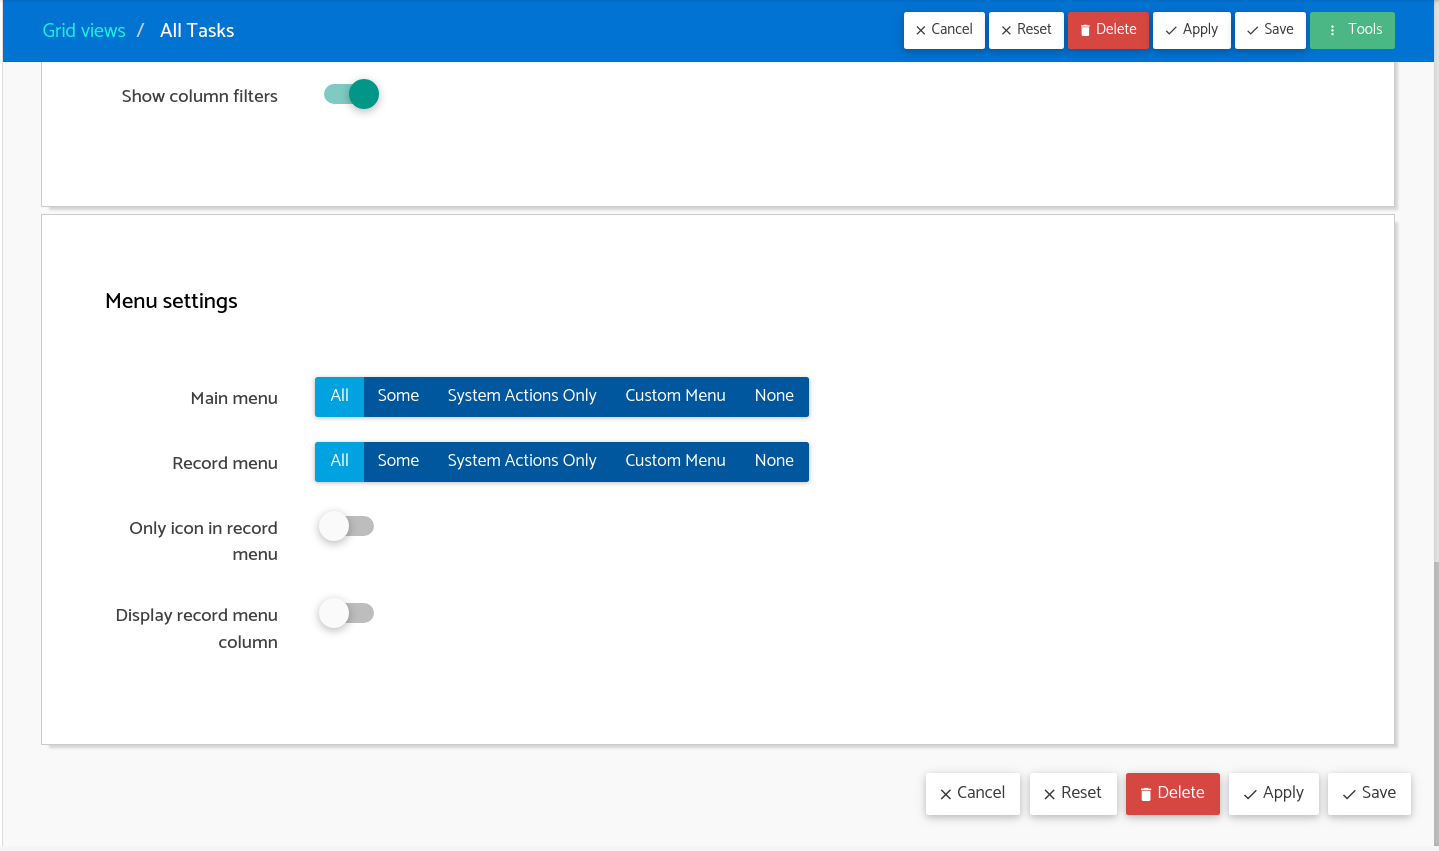 Grid views / All Tasks Cancel Reset Delete Apply Save Tools
Show column filters
Menu settings
Main menu All Some System Actions Only Custom Menu None
Record menu All Some System Actions Only Custom Menu None
Only icon in record
menu
Display record menu
column
Cancel Reset Delete Apply Save